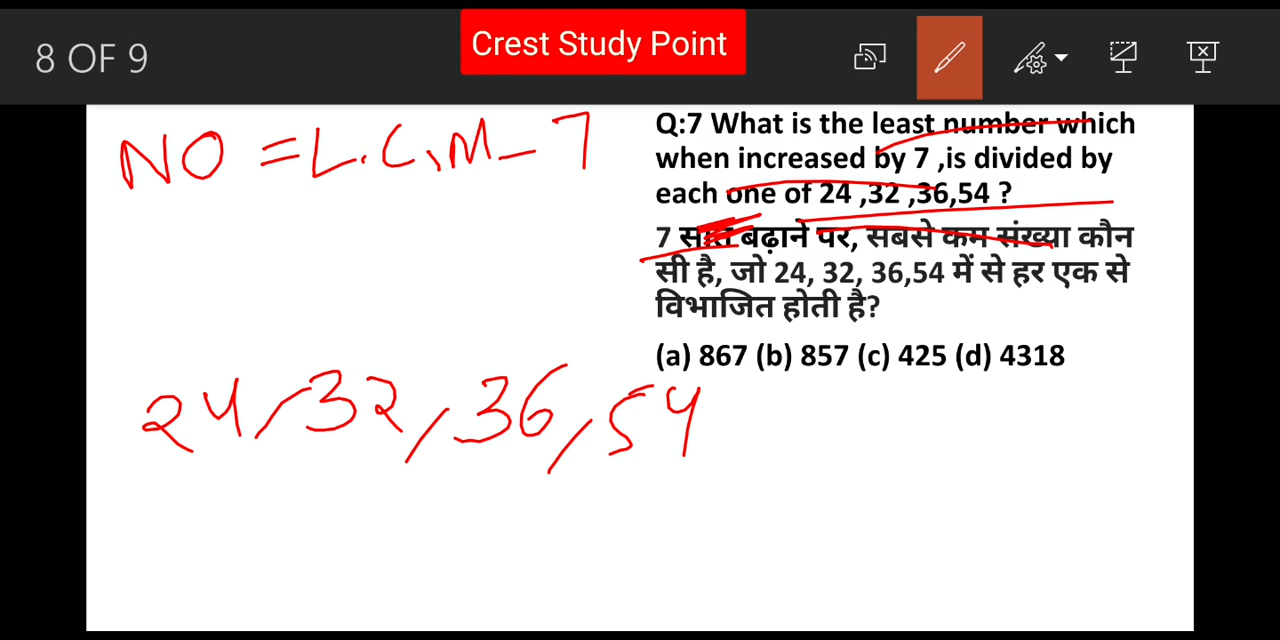 8 OF 9
Crest Study Point
NO = L.C.M - 7
Q:7 What is the least number which
when increased by 7 ,is divided by
each one of 24 ,32 ,36,54 ?
7 सात बढ़ाने पर, सबसे कम संख्या कौन
सी है, जो 24, 32, 36,54 में से हर एक से
विभाजित होती है?
(a) 867 (b) 857 (c) 425 (d) 4318
24,32,36,54